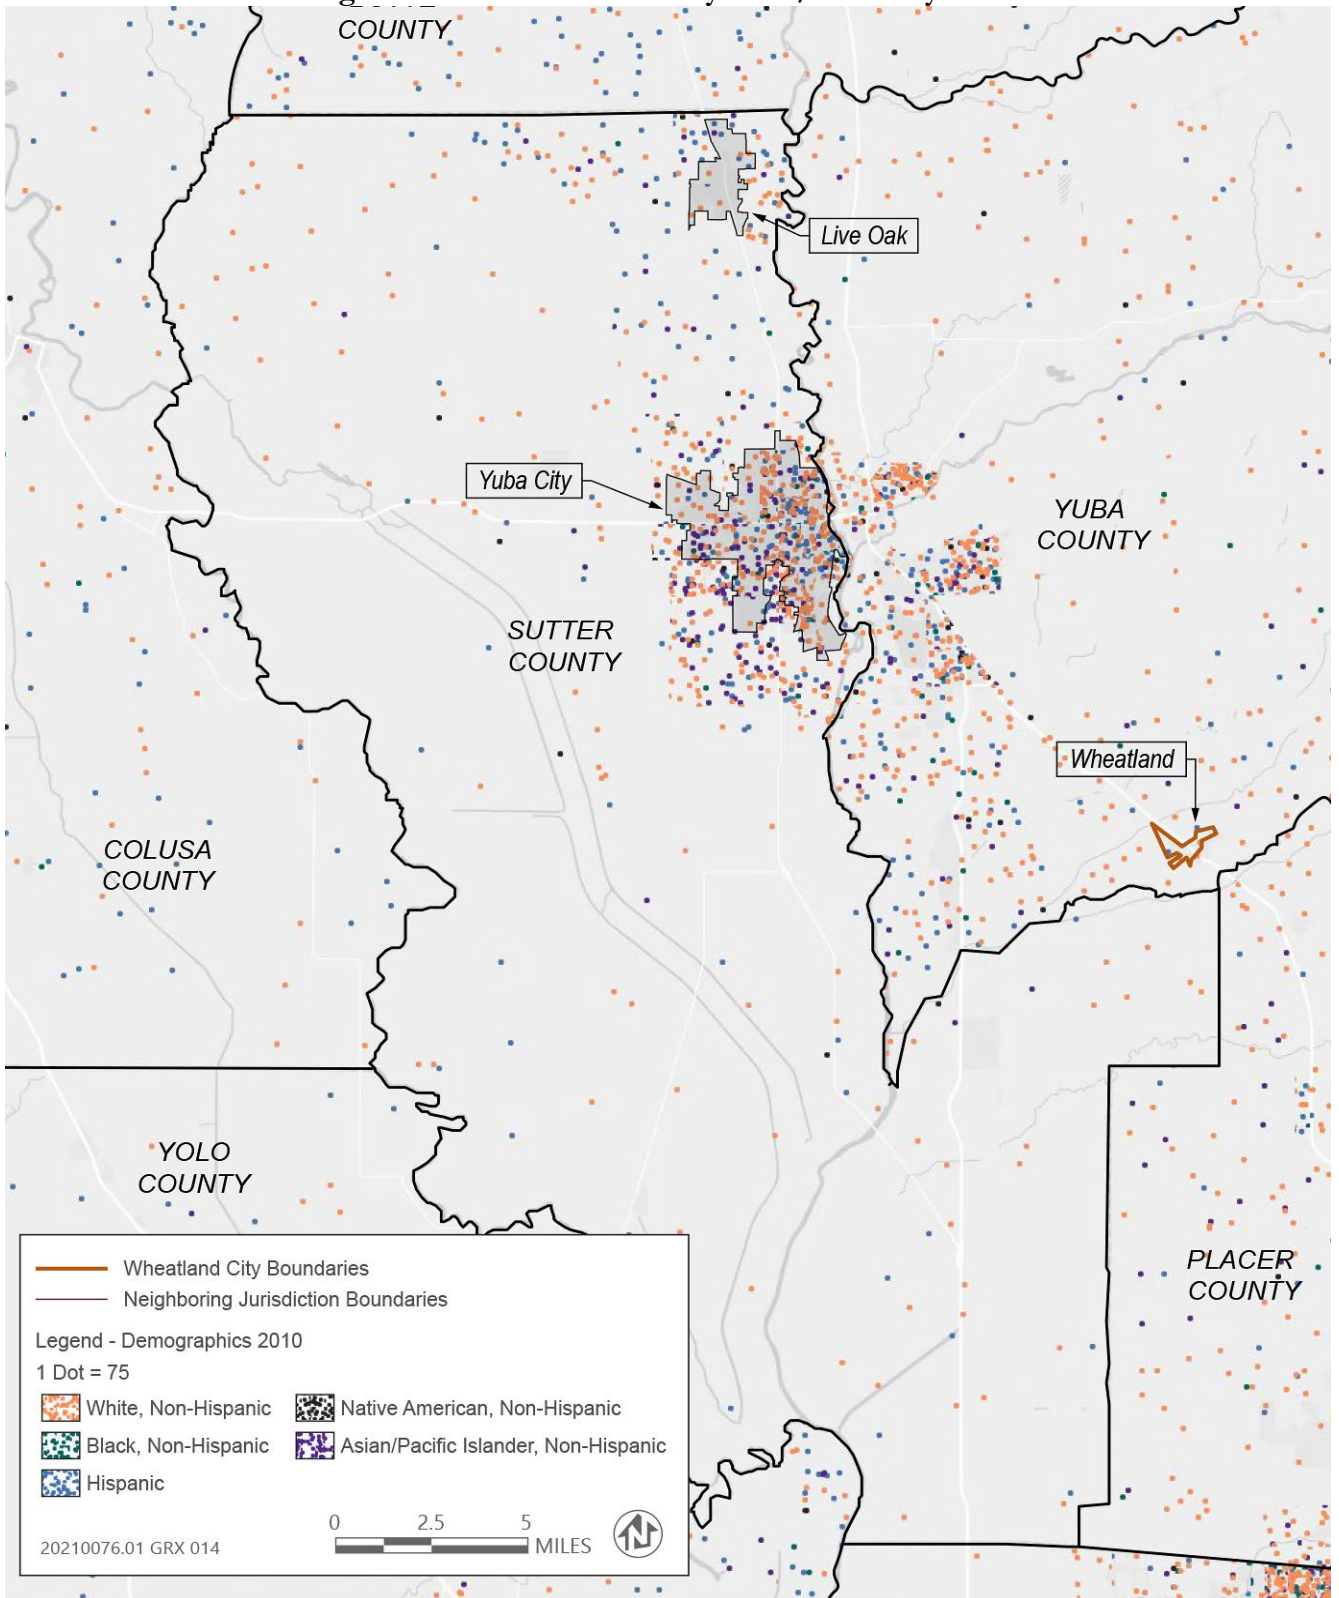 COUNTY
Live Oak
Yuba City
YUBA
COUNTY
SUTTER
COUNTY
Wheatland
COLUSA
COUNTY
YOLO
COUNTY
PLACER
COUNTY
Wheatland City Boundaries
Neighboring Jurisdiction Boundaries
Legend - Demographics 2010
1 Dot = 75
White, Non-Hispanic
Native American, Non-Hispanic
Black, Non-Hispanic
Asian/Pacific Islander, Non-Hispanic
Hispanic
0 2.5 5
MILES
N
20210076.01 GRX 014